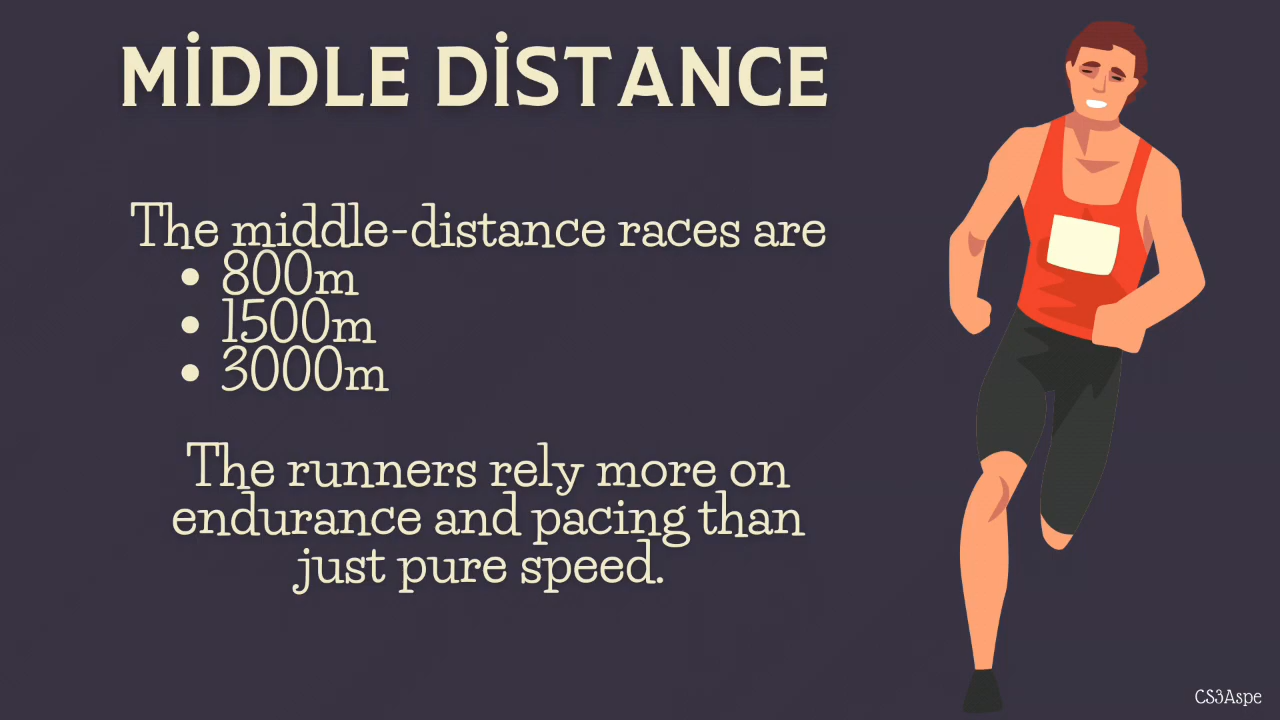 MİDDLE DİSTANCE
The middle-distance races are
• 800m
• 1500m
• 3000m
The runners rely more on
endurance and pacing than
just pure speed.
CS3Aspe